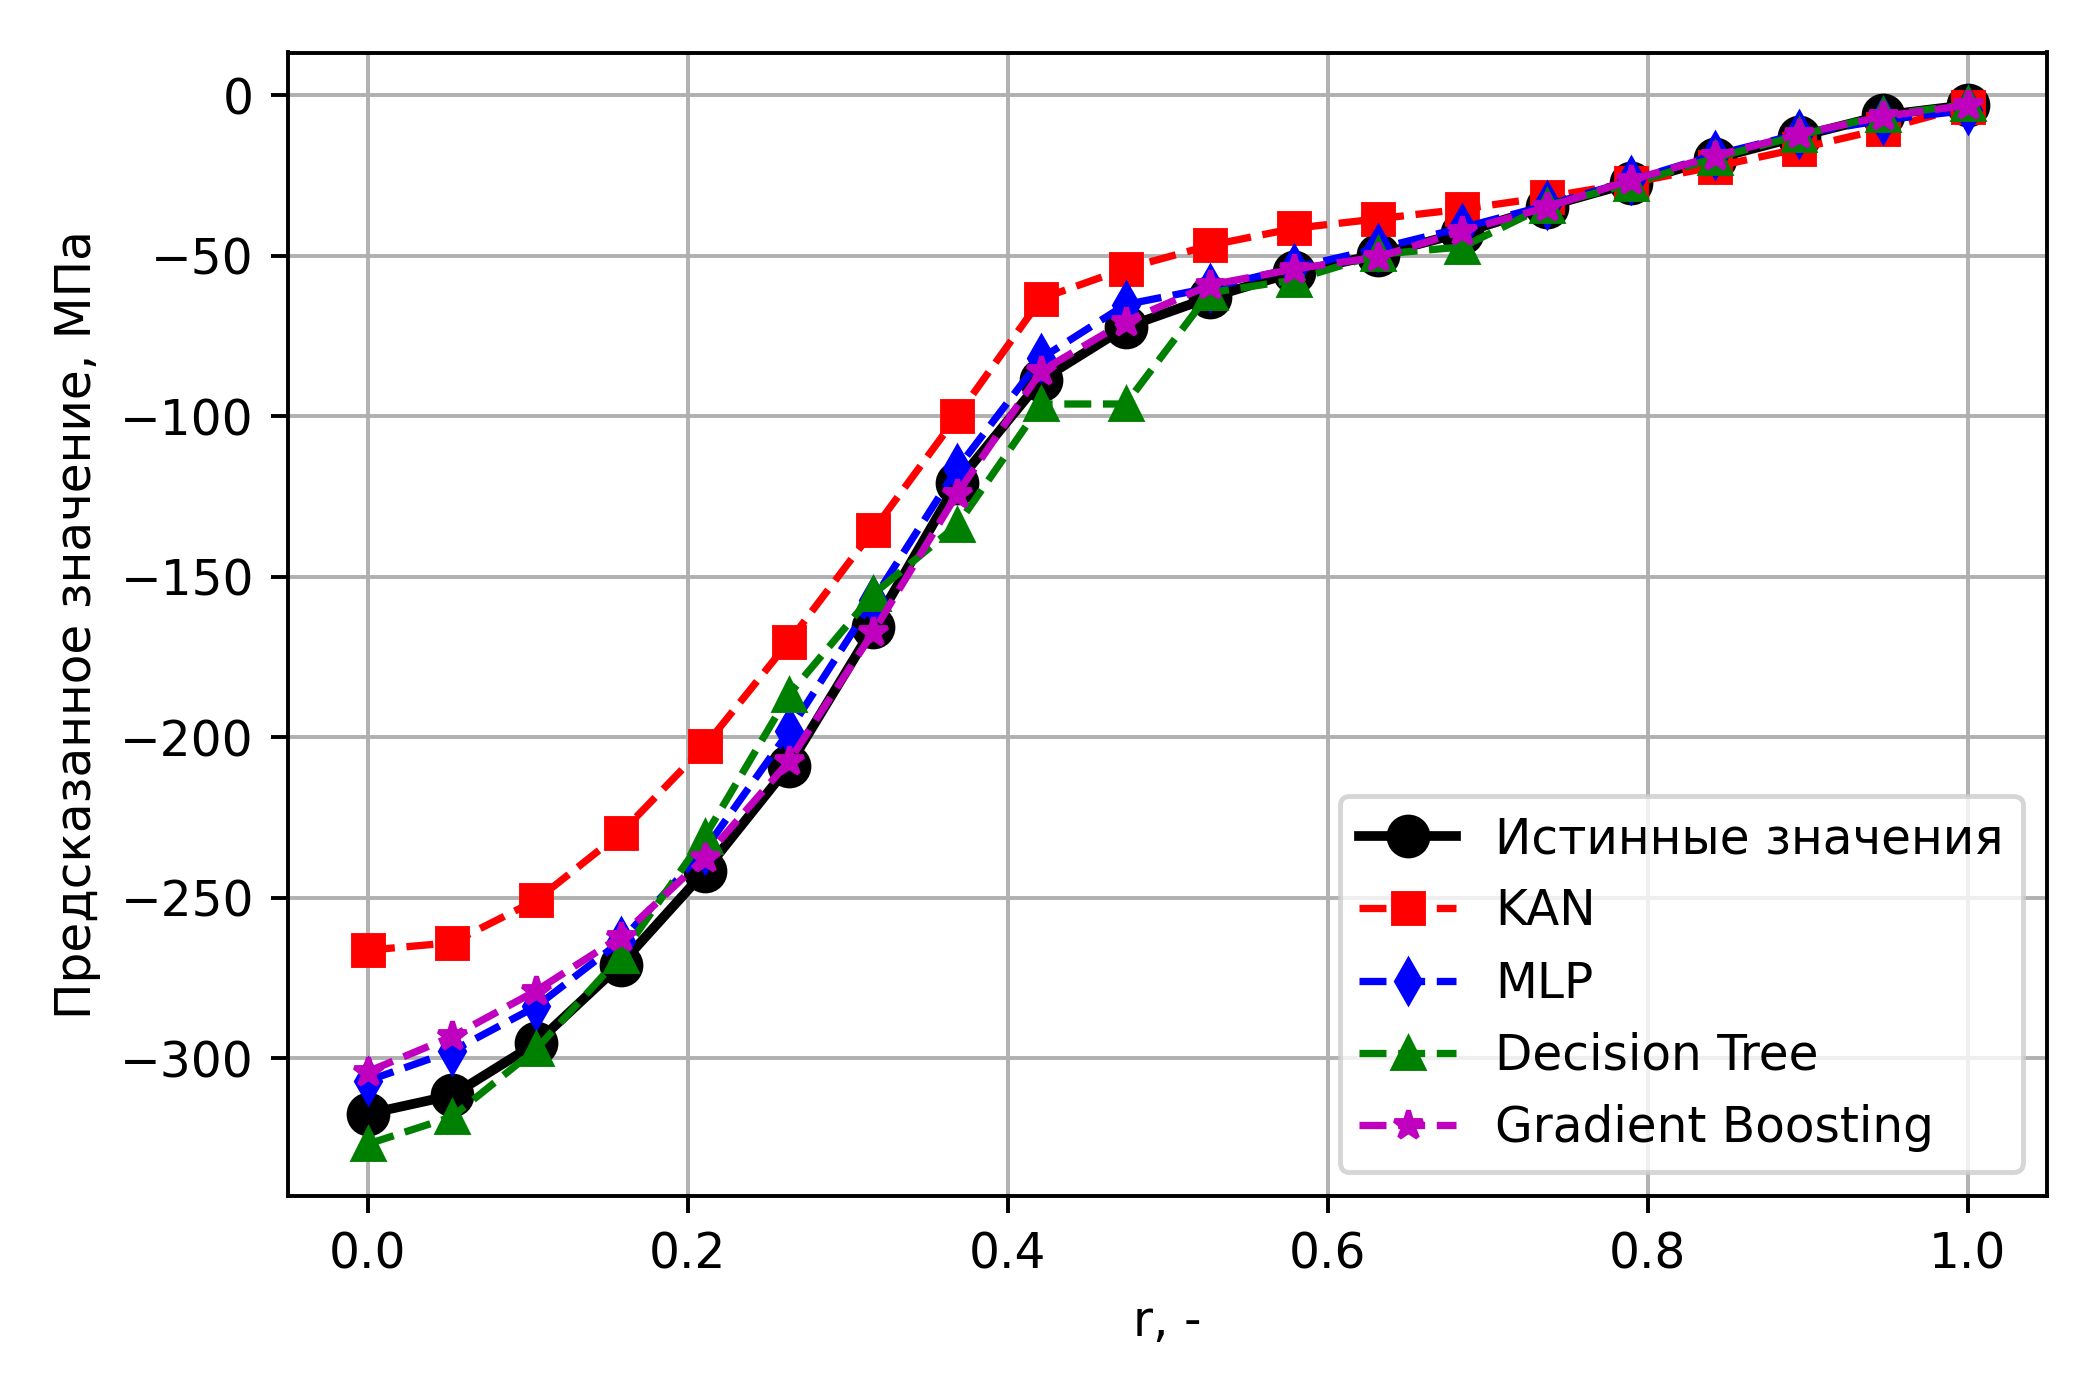 Предсказанное значение, МПа
0
−50
−100
−150
−200
−250
−300
0.0
0.2
0.4
0.6
0.8
1.0
r, -
Истинные значения
KAN
MLP
Decision Tree
Gradient Boosting